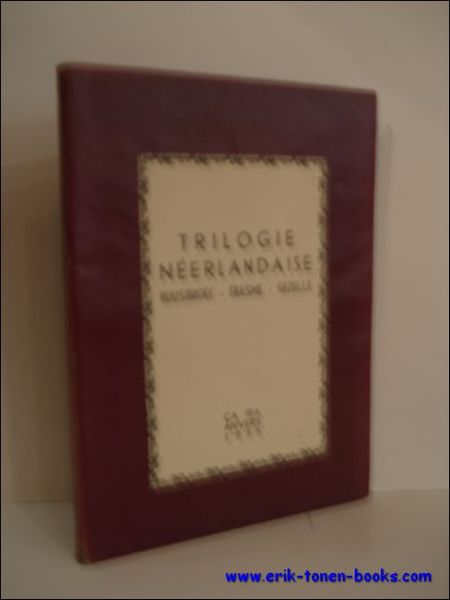 TRILOGIE
NÉERLANDAISE
RUUSBROEC - ERASME - GEZELLE
ANVERS
www.erik-tonen-books.com